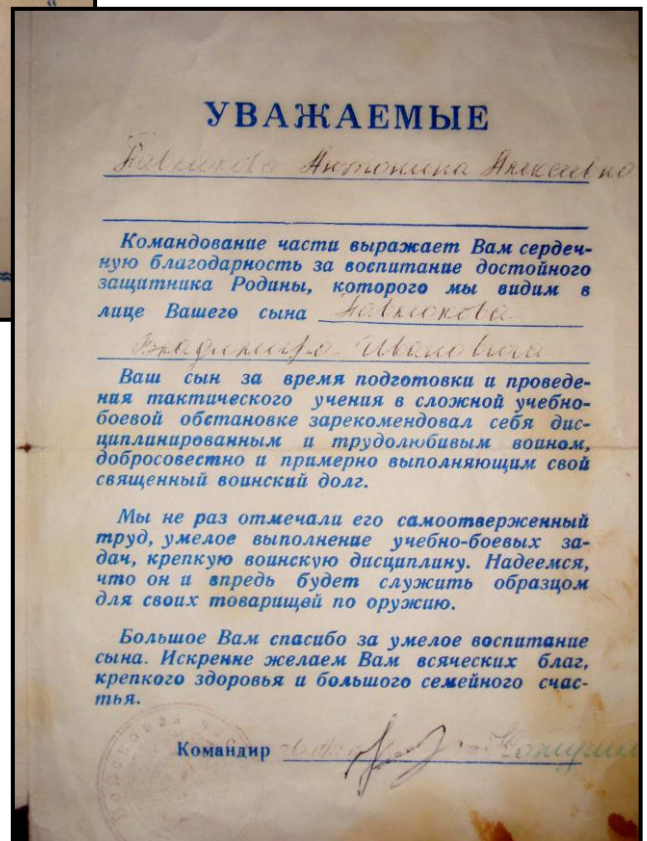 УВАЖАЕМЫЕ
Павлюкова Антонина Алексеевна
Командование части выражает Вам сердеч-
ную благодарность за воспитание достойного
защитника Родины, которого мы видим в
лице Вашего сына Павлюкова
Владимира Ивановича
Ваш сын за время подготовки и проведе-
ния тактического учения в сложной учебно-
боевой обстановке зарекомендовал себя дис-
циплинированным и трудолюбивым воином,
добросовестно и примерно выполняющим свой
священный воинский долг.
Мы не раз отмечали его самоотверженный
труд, умелое выполнение учебно-боевых за-
дач, крепкую воинскую дисциплину. Надеемся,
что он и впредь будет служить образцом
для своих товарищей по оружию.
Большое Вам спасибо за умелое воспитание
сына. Искренне желаем Вам всяческих благ,
крепкого здоровья и большого семейного счас-
тья.
Командир